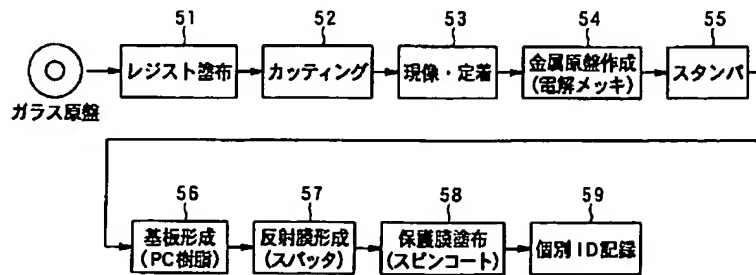 51
52
53
54
55
レジスト塗布
カッティング
現像・定着
金属原盤作成
(電解メッキ)
スタンパ
ガラス原盤
56
57
58
59
基板形成
(PC樹脂)
反射膜形成
(スパッタ)
保護膜塗布
(スピンコート)
個別ID記録